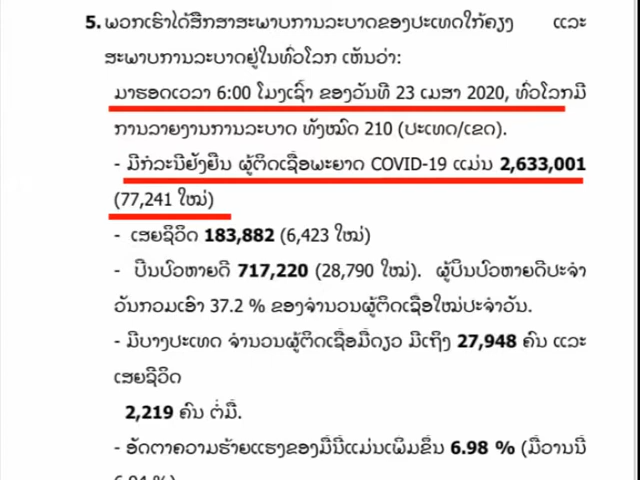 5. ພວກເຮົາໄດ້ສຶກສາສະພາບການລະບາດຂອງປະເທດໃກ້ຄຽງ ແລະ
ສະພາບການລະບາດຢູ່ໃນທົ່ວໂລກ ເຫັນວ່າ:
ມາຮອດເວລາ 6:00 ໂມງເຊົ້າ ຂອງວັນທີ 23 ເມສາ 2020, ທົ່ວໂລກມີ
ການລາຍງານການລະບາດ ທັງໝົດ 210 (ປະເທດ/ເຂດ).
- ມີກໍລະນີຢັ້ງຢືນ ຜູ້ຕິດເຊື້ອພະຍາດ COVID-19 ແມ່ນ 2,633,001
(77,241 ໃໝ່)
- ເສຍຊີວິດ 183,882 (6,423 ໃໝ່)
- ປິ່ນປົວຫາຍດີ 717,220 (28,790 ໃໝ່). ຜູ້ປິ່ນປົວຫາຍດີປະຈໍາ
ວັນກວມເອົາ 37.2 % ຂອງຈໍານວນຜູ້ຕິດເຊື້ອໃໝ່ປະຈໍາວັນ.
- ມີບາງປະເທດ ຈໍານວນຜູ້ຕິດເຊື້ອມື້ດຽວ ມີເຖິງ 27,948 ຄົນ ແລະ
ເສຍຊີວິດ
2,219 ຄົນ ຕໍ່ມື້.
- ອັດຕາຄວາມຮ້າຍແຮງຂອງມື້ນີ້ແມ່ນເພີ່ມຂຶ້ນ 6.98 % (ມື້ວານນີ້